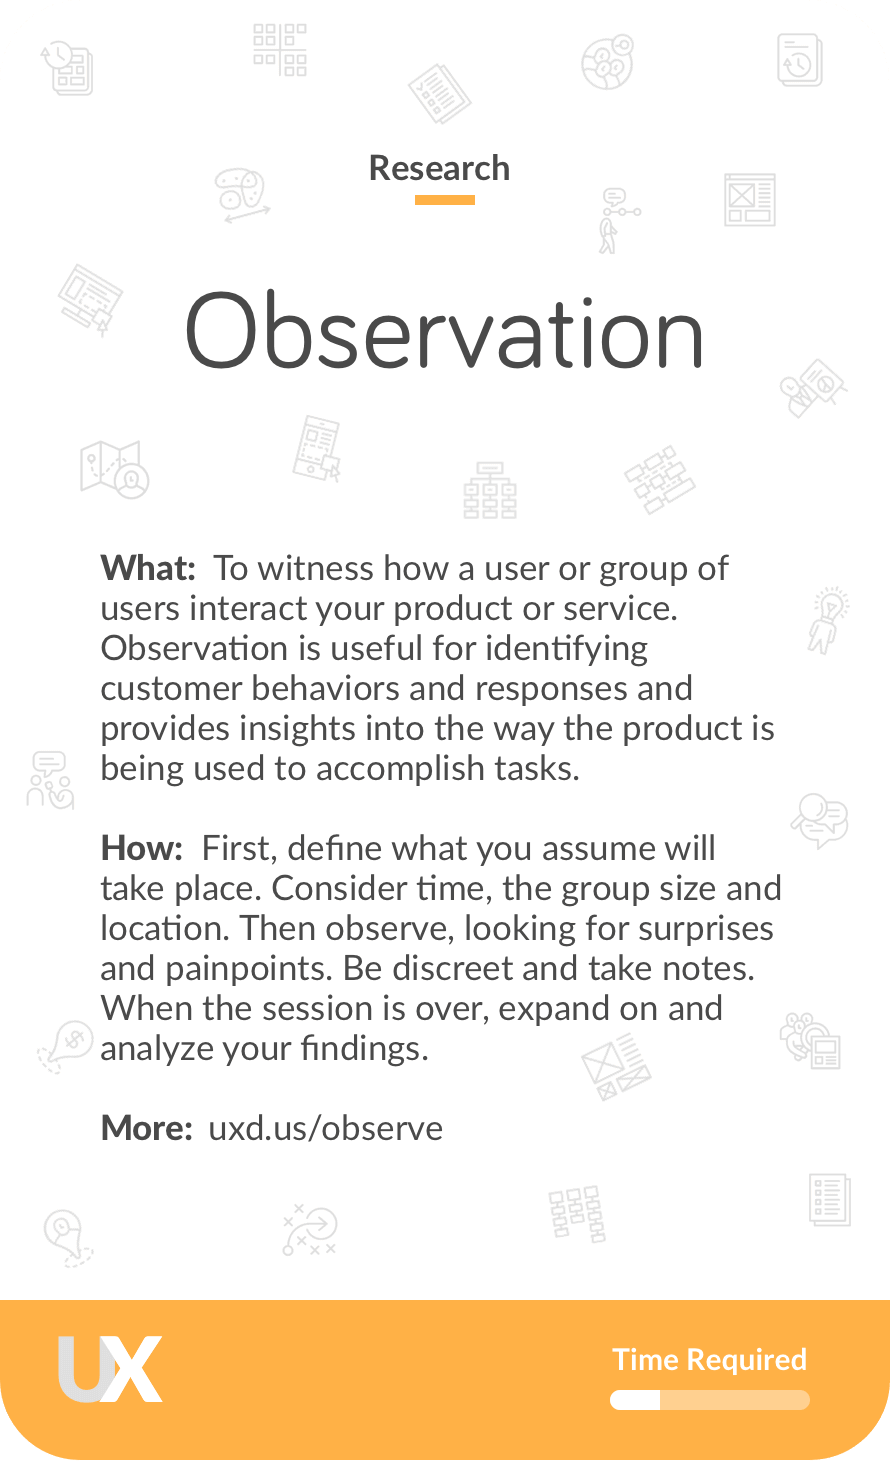 Research
Observation
What: To witness how a user or group of
users interact your product or service.
Observation is useful for identifying
customer behaviors and responses and
provides insights into the way the product is
being used to accomplish tasks.
How: First, define what you assume will
take place. Consider time, the group size and
location. Then observe, looking for surprises
and painpoints. Be discreet and take notes.
When the session is over, expand on and
analyze your findings.
More: uxd.us/observe
UX
Time Required